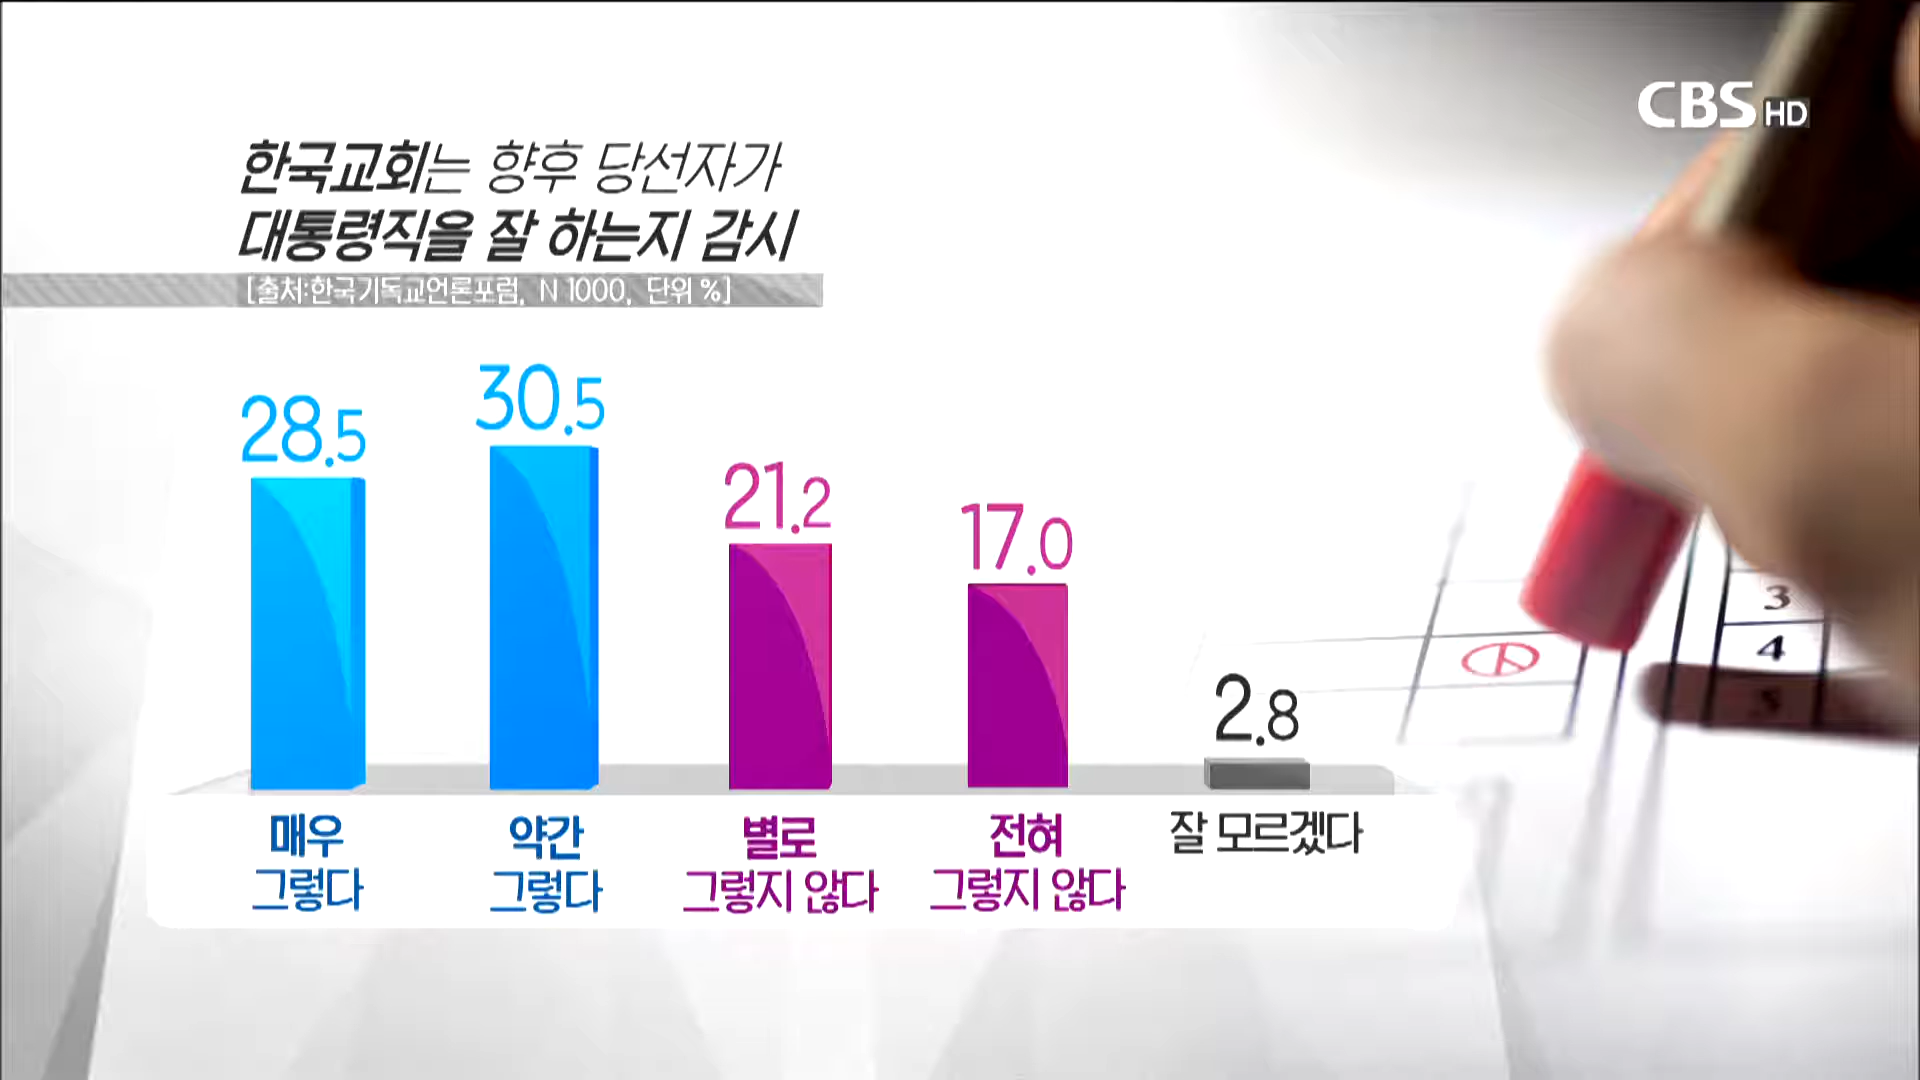 CBS HD
한국교회는 향후 당선자가
대통령직을 잘 하는지 감시
[출처:한국기독교언론포럼, N 1000, 단위 %]
28.5
30.5
21.2
17.0
2.8
매우
그렇다
약간
그렇다
별로
그렇지 않다
전혀
그렇지 않다
잘 모르겠다
3
4
5